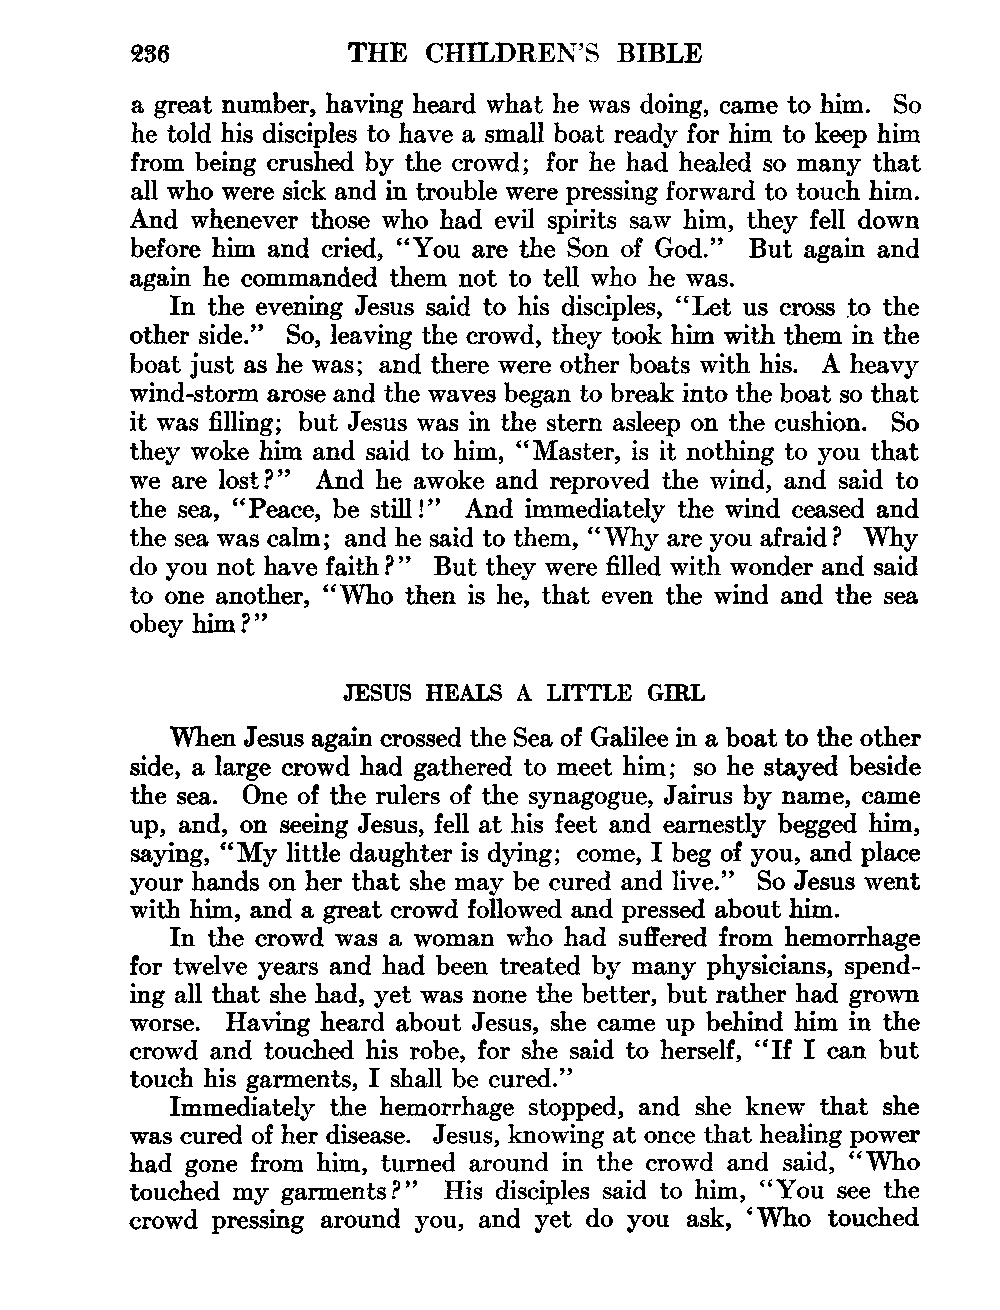 236 THE CHILDREN'S BIBLE
a great number, having heard what he was doing, came to him. So
he told his disciples to have a small boat ready for him to keep him
from being crushed by the crowd; for he had healed so many that
all who were sick and in trouble were pressing forward to touch him.
And whenever those who had evil spirits saw him, they fell down
before him and cried, "You are the Son of God." But again and
again he commanded them not to tell who he was.
In the evening Jesus said to his disciples, "Let us cross to the
other side." So, leaving the crowd, they took him with them in the
boat just as he was; and there were other boats with his. A heavy
wind-storm arose and the waves began to break into the boat so that
it was filling; but Jesus was in the stern asleep on the cushion. So
they woke him and said to him, "Master, is it nothing to you that
we are lost?" And he awoke and reproved the wind, and said to
the sea, "Peace, be still!" And immediately the wind ceased and
the sea was calm; and he said to them, "Why are you afraid? Why
do you not have faith?" But they were filled with wonder and said
to one another, "Who then is he, that even the wind and the sea
obey him?"
JESUS HEALS A LITTLE GIRL
When Jesus again crossed the Sea of Galilee in a boat to the other
side, a large crowd had gathered to meet him; so he stayed beside
the sea. One of the rulers of the synagogue, Jairus by name, came
up, and, on seeing Jesus, fell at his feet and earnestly begged him,
saying, "My little daughter is dying; come, I beg of you, and place
your hands on her that she may be cured and live." So Jesus went
with him, and a great crowd followed and pressed about him.
In the crowd was a woman who had suffered from hemorrhage
for twelve years and had been treated by many physicians, spend-
ing all that she had, yet was none the better, but rather had grown
worse. Having heard about Jesus, she came up behind him in the
crowd and touched his robe, for she said to herself, "If I can but
touch his garments, I shall be cured."
Immediately the hemorrhage stopped, and she knew that she
was cured of her disease. Jesus, knowing at once that healing power
had gone from him, turned around in the crowd and said, "Who
touched my garments?" His disciples said to him, "You see the
crowd pressing around you, and yet do you ask, 'Who touched